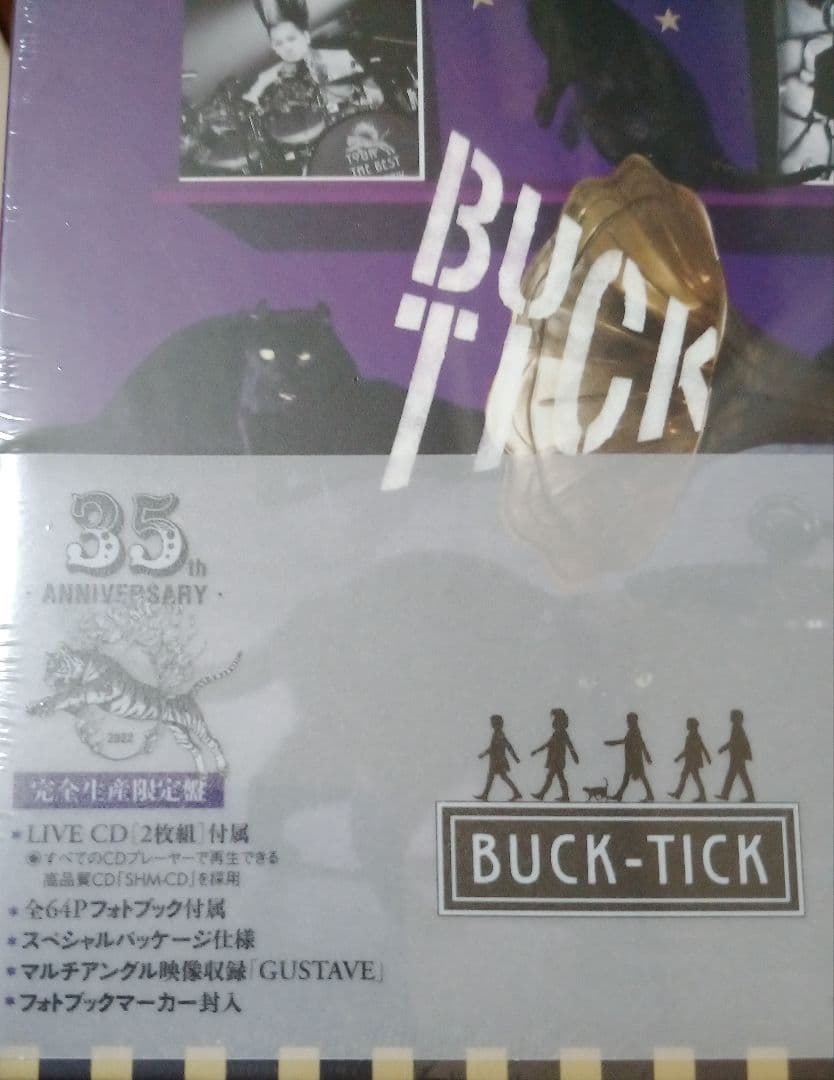 TOUR
THE BEST
BUCK
TICK
35th
・ANNIVERSARY・
2022
完全生産限定盤
*LIVE CD[2枚組]付属
◉すべてのCDプレーヤーで再生できる
高品質CD「SHM-CD」を採用
*全64Pフォトブック付属
*スペシャルパッケージ仕様
*マルチアングル映像収録「GUSTAVE」
*フォトブックマーカー封入
BUCK-TICK